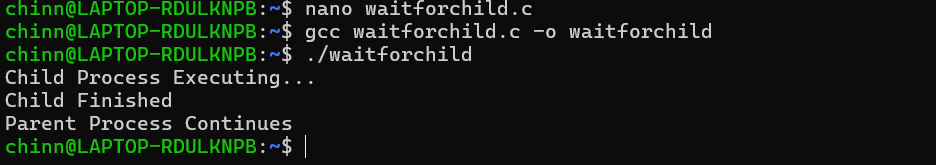 chinn@LAPTOP-RDULKNPB:~$ nano waitforchild.c
chinn@LAPTOP-RDULKNPB:~$ gcc waitforchild.c -o waitforchild
chinn@LAPTOP-RDULKNPB:~$ ./waitforchild
Child Process Executing...
Child Finished
Parent Process Continues
chinn@LAPTOP-RDULKNPB:~$